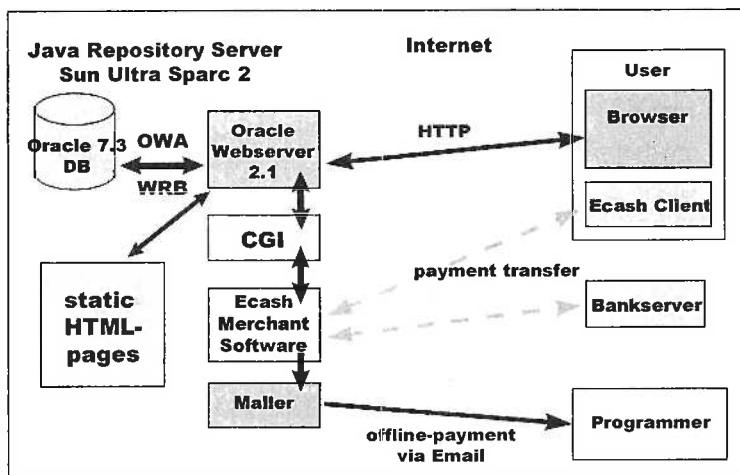 Java Repository Server
Sun Ultra Sparc 2
Internet
User
Oracle 7.3
DB
OWA
WRB
Oracle
Webserver
2.1
HTTP
Browser
Ecash Client
CGI
payment transfer
static
HTML-
pages
Ecash
Merchant
Software
Bankserver
Mailer
offline-payment
via Email
Programmer